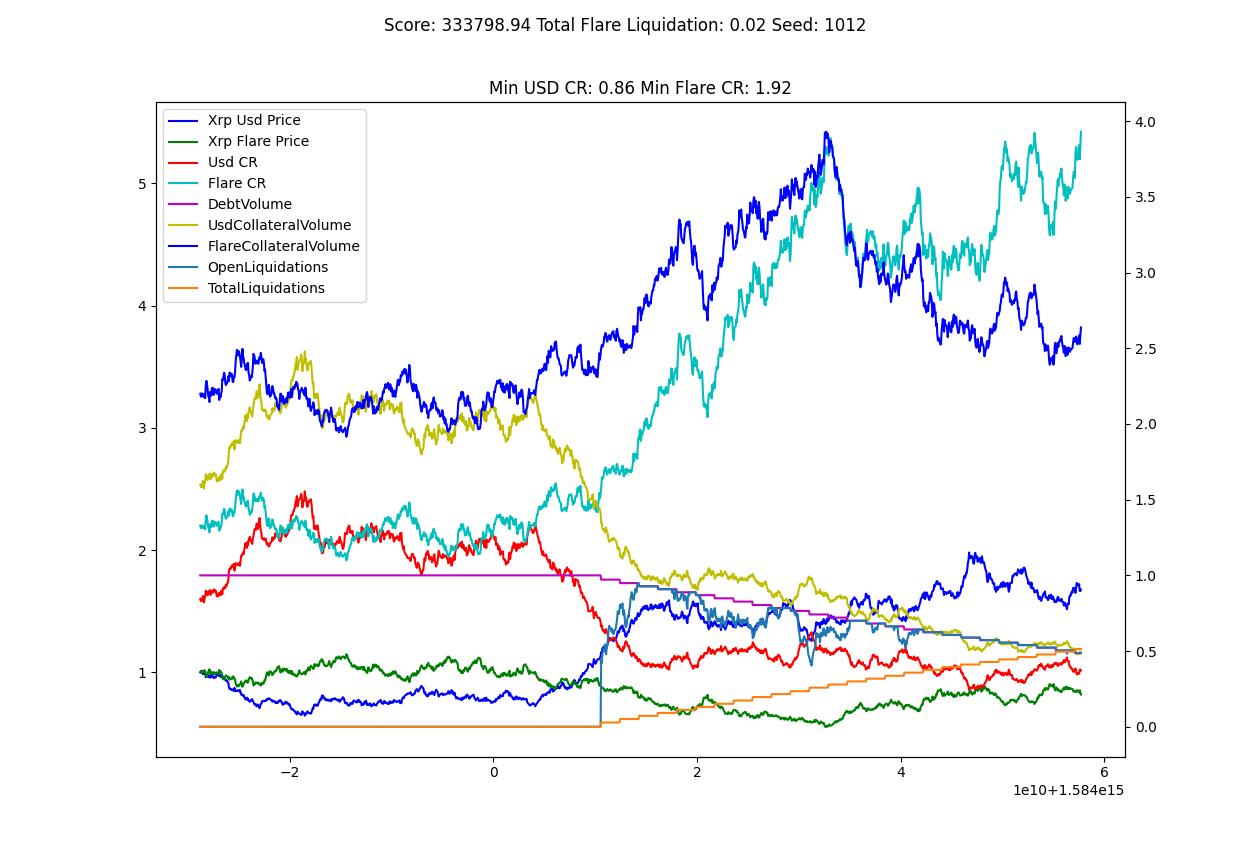 Score: 333798.94 Total Flare Liquidation: 0.02 Seed: 1012
Min USD CR: 0.86 Min Flare CR: 1.92
Xrp Usd Price
Xrp Flare Price
Usd CR
Flare CR
DebtVolume
UsdCollateralVolume
FlareCollateralVolume
OpenLiquidations
TotalLiquidations
5
4
3
2
1
4.0
3.5
3.0
2.5
2.0
1.5
1.0
0.5
0.0
−2 0 2 4 6
1e10+1.584e15